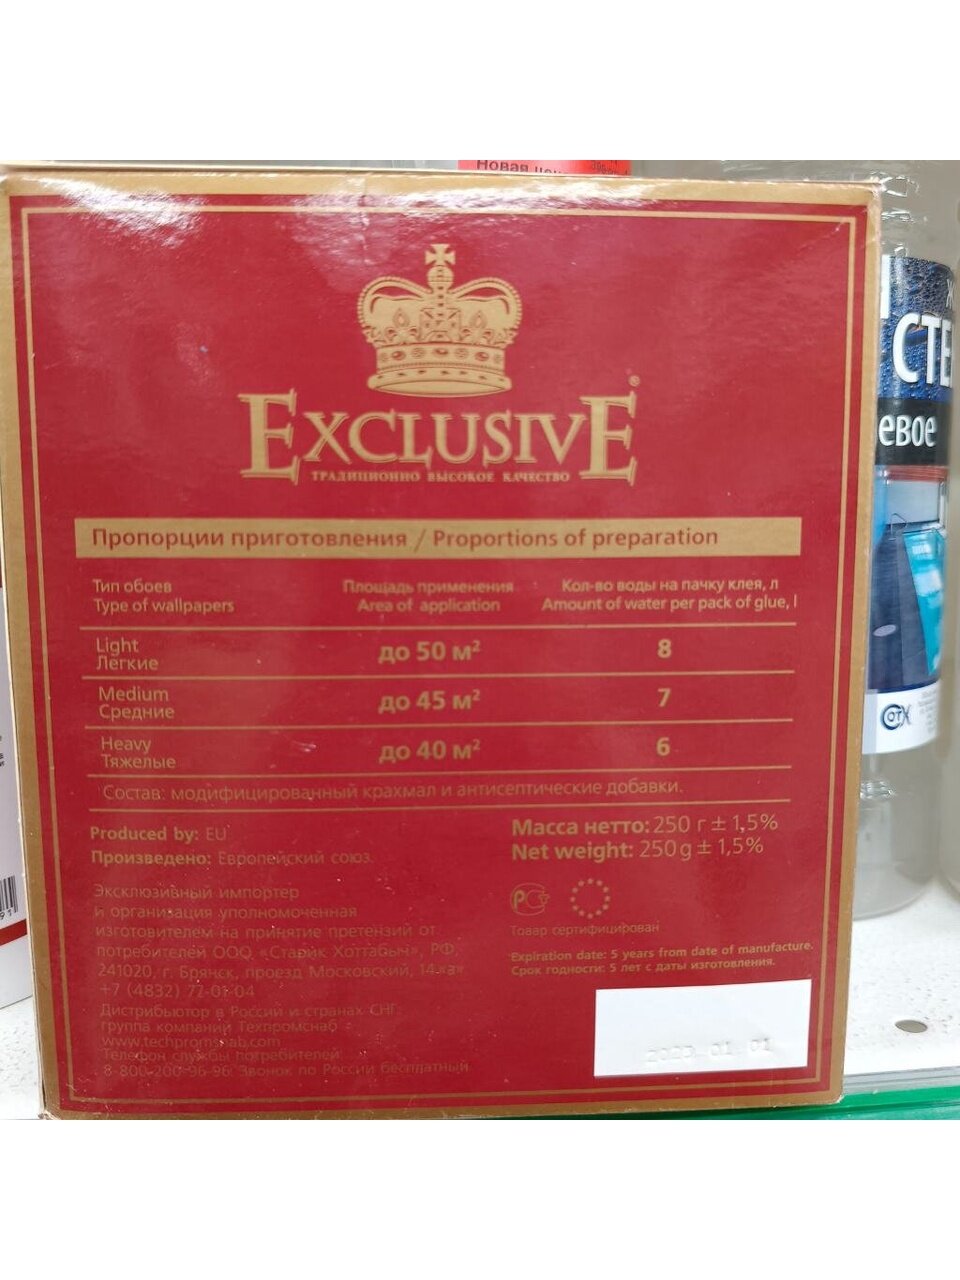 Новая
СТЕ
евое
EXCLUSIVE®
ТРАДИЦИОННО ВЫСОКОЕ КАЧЕСТВО
Пропорции приготовления / Proportions of preparation
Тип обоев Площадь применения Кол-во воды на пачку клея, л
Type of wallpapers Area of application Amount of water per pack of glue, l
Light
Легкие до 50 м² 8
Medium
Средние до 45 м² 7
Heavy
Тяжелые до 40 м² 6
Состав: модифицированный крахмал и антисептические добавки.
Produced by: EU
Произведено: Европейский союз.
Масса нетто: 250 г ± 1,5%
Net weight: 250g ± 1,5%
Эксклюзивный импортер
и организация уполномоченная
изготовителем на принятие претензий от
потребителей ООО «Старик Хоттабыч», РФ,
241020, г. Брянск, проезд Московский, 14 «а»
+7 (4832) 72-01-04
Дистрибьютор в России и странах СНГ:
группа компаний Техпромснаб
www.techpromsnab.com
Телефон службы потребителей:
8-800-200-96-96 Звонок по России бесплатный
РСТ
Товар сертифицирован
Expiration date: 5 years from date of manufacture.
Срок годности: 5 лет с даты изготовления.
2023 01 01
ОТХ